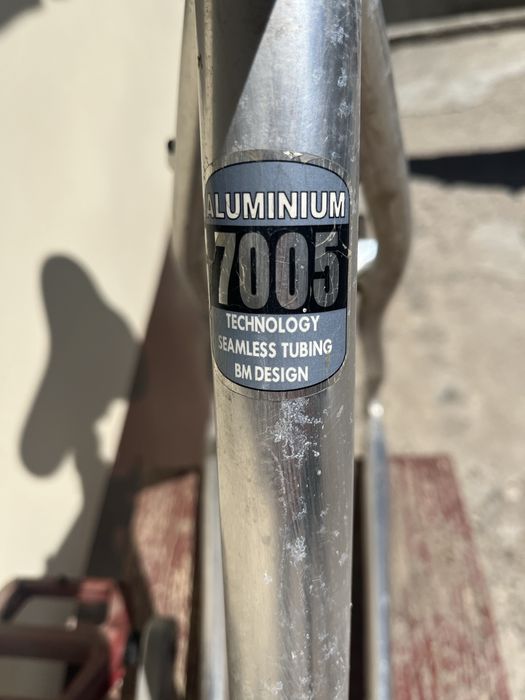 ALUMINIUM
7005
TECHNOLOGY
SEAMLESS TUBING
BM DESIGN